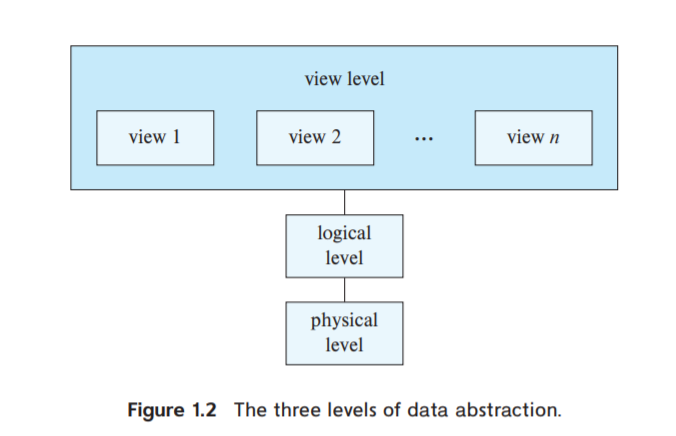 view level
view 1
view 2
...
view n
logical
level
physical
level
Figure 1.2 The three levels of data abstraction.